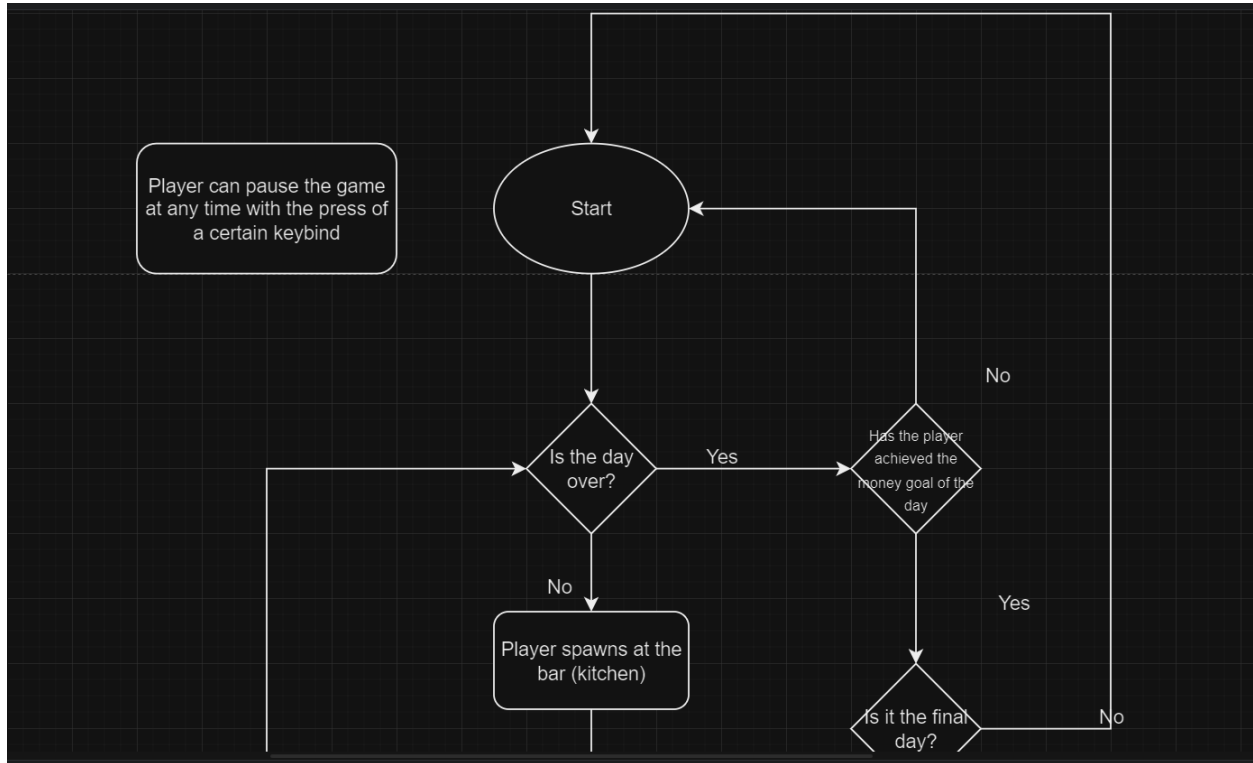 Player can pause the game
at any time with the press of
a certain keybind
Start
No
Is the day
over?
Yes
Has the player
achieved the
money goal of the
day
No
Yes
Player spawns at the
bar (kitchen)
Is it the final
day?
No